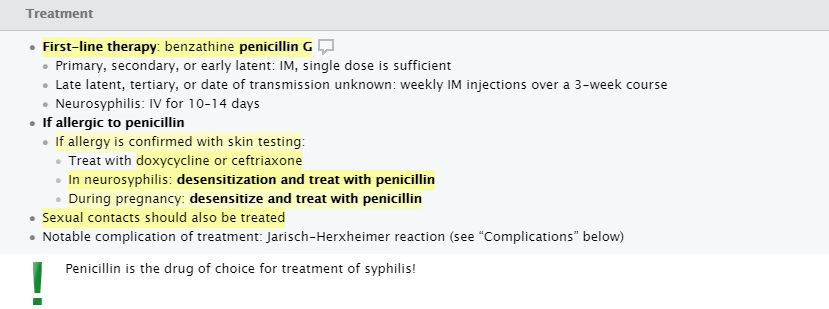 Treatment
First-line therapy: benzathine penicillin G
Primary, secondary, or early latent: IM, single dose is sufficient
Late latent, tertiary, or date of transmission unknown: weekly IM injections over a 3-week course
Neurosyphilis: IV for 10-14 days
If allergic to penicillin
If allergy is confirmed with skin testing:
Treat with doxycycline or ceftriaxone
In neurosyphilis: desensitization and treat with penicillin
During pregnancy: desensitize and treat with penicillin
Sexual contacts should also be treated
Notable complication of treatment: Jarisch-Herxheimer reaction (see “Complications” below)
Penicillin is the drug of choice for treatment of syphilis!